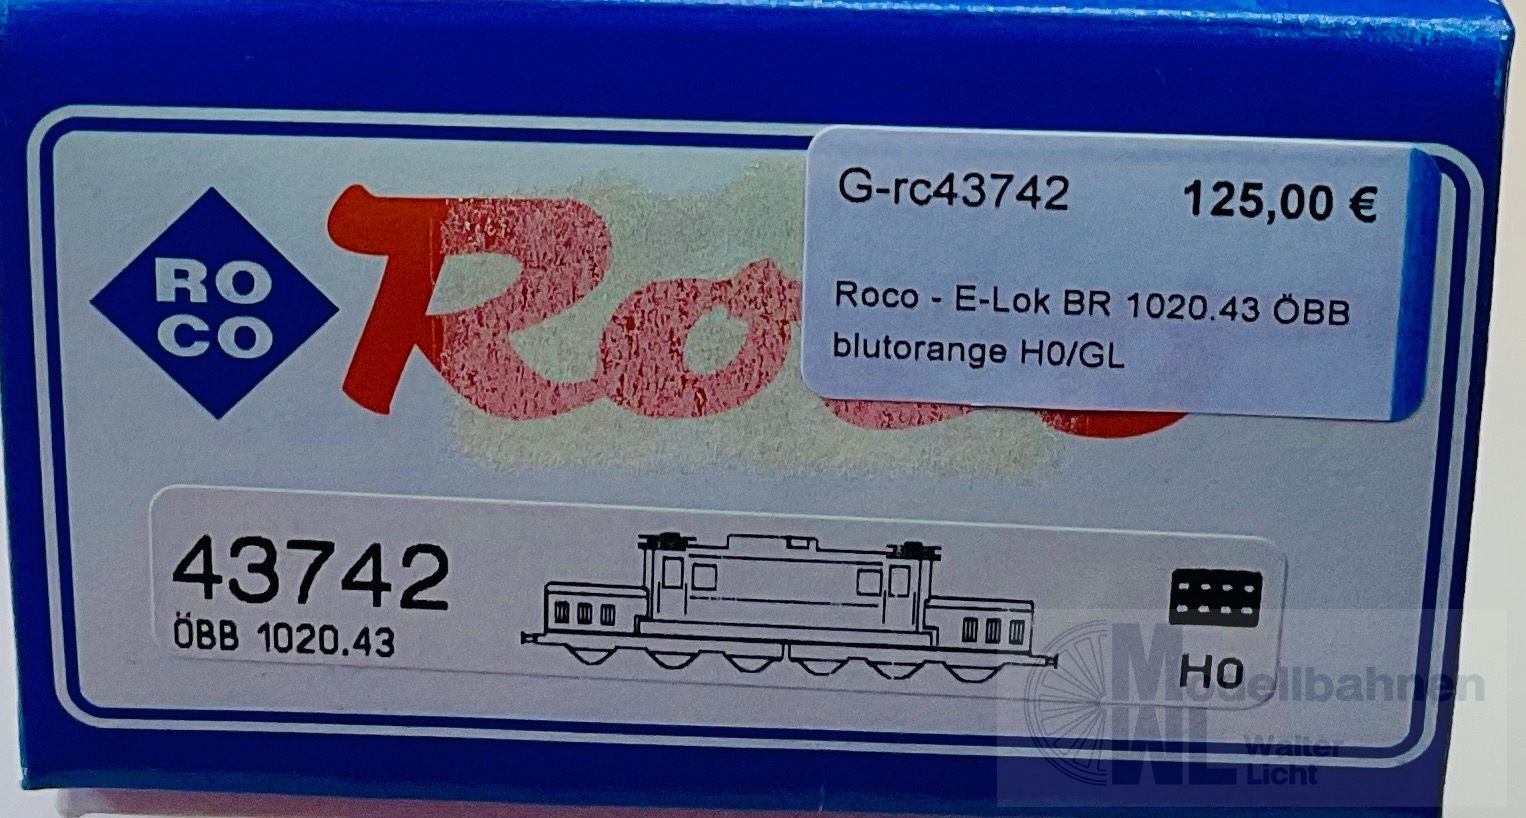 RO
CO
Roco
G-rc43742 125,00 €
Roco - E-Lok BR 1020.43 ÖBB
blutorange H0/GL
43742
ÖBB 1020.43
H0
Modellbahnen
WL Walter
Licht